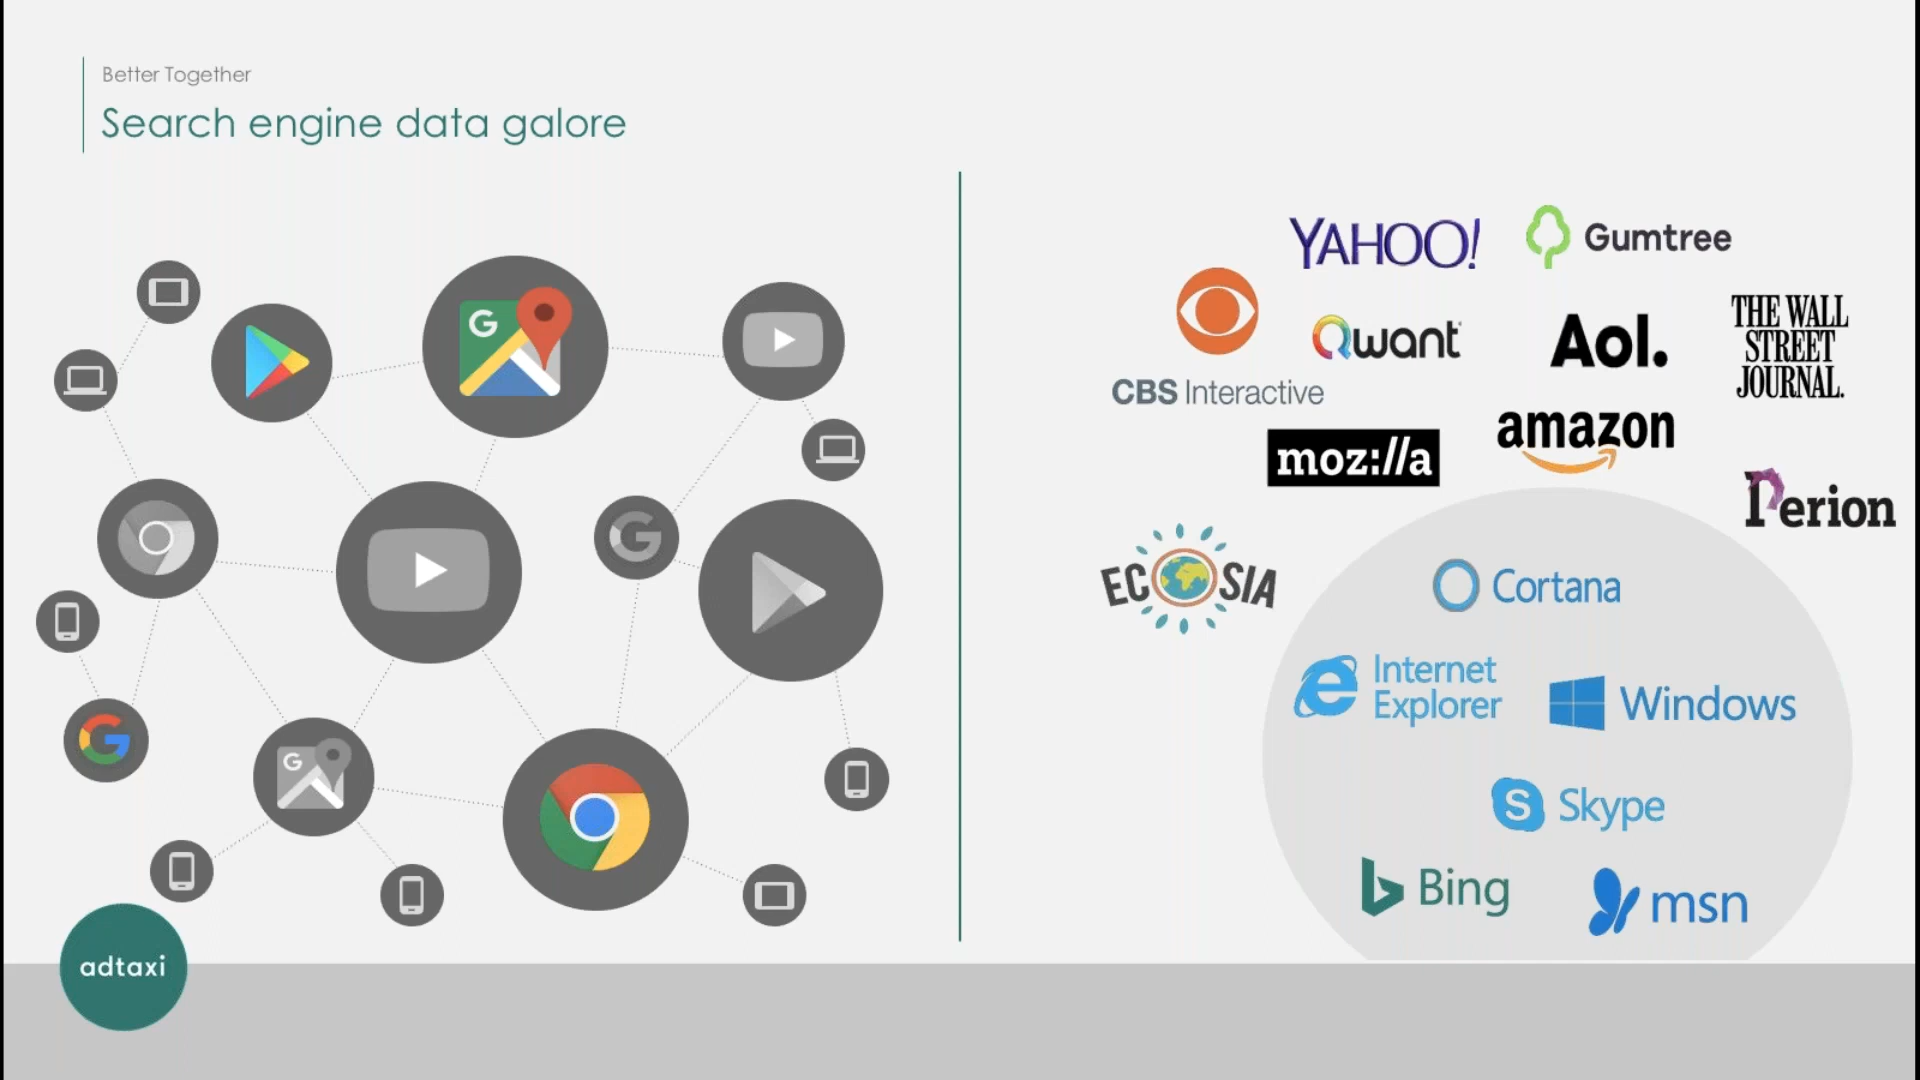 Better Together
Search engine data galore
YAHOO!
Gumtree
Qwant
Aol.
THE WALL
STREET
JOURNAL.
CBS Interactive
amazon
moz://a
Perion
ECOSIA
Cortana
Internet
Explorer
Windows
Skype
Bing
msn
G
G
G
G
adtaxi